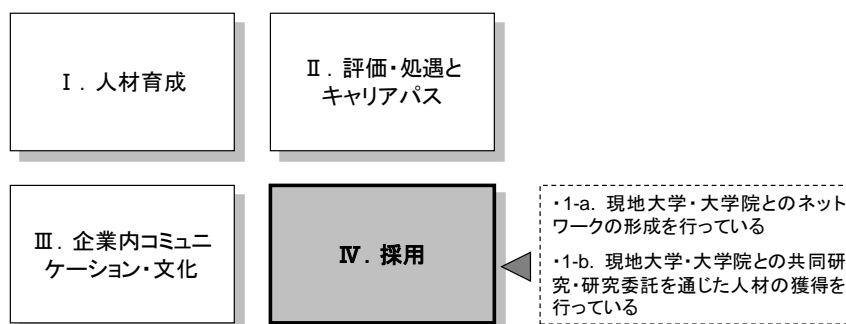 Ⅰ．人材育成
Ⅱ．評価・処遇と
キャリアパス
Ⅲ．企業内コミュニ
ケーション・文化
Ⅳ．採用
・1-a. 現地大学・大学院とのネット
ワークの形成を行っている
・1-b. 現地大学・大学院との共同研
究・研究委託を通じた人材の獲得を
行っている